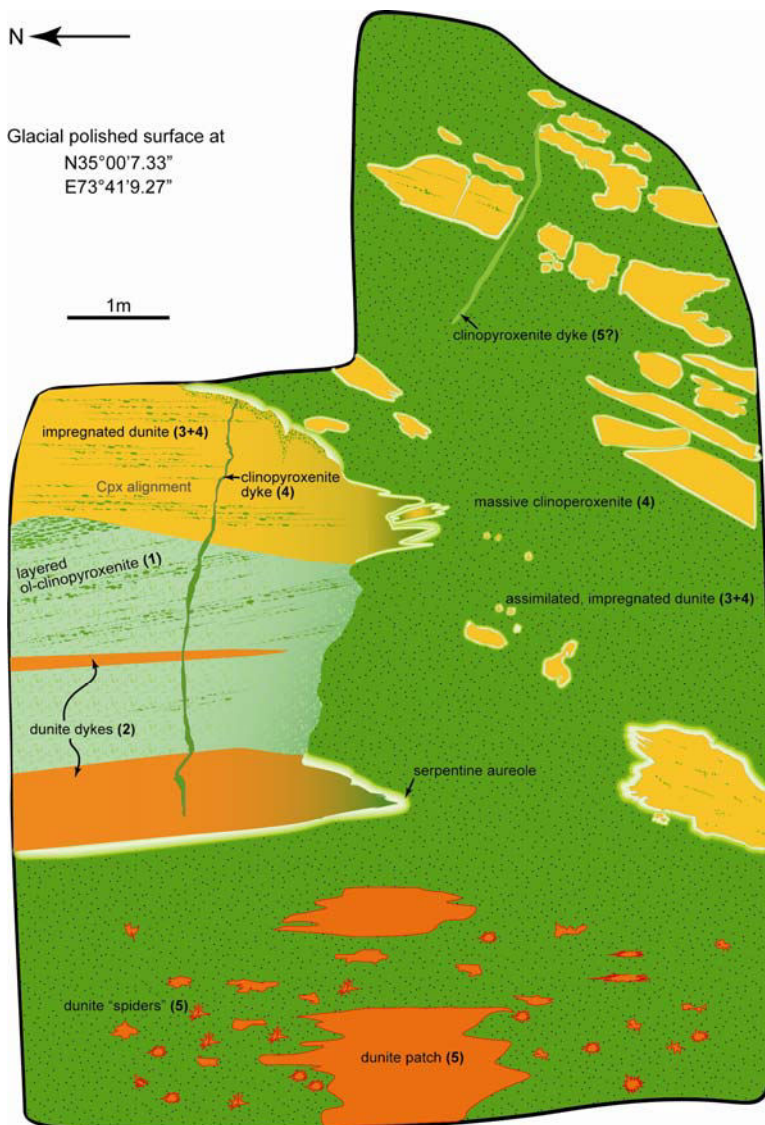 N
Glacial polished surface at
N35°00'7.33"
E73°41'9.27"
1m
clinopyroxenite dyke (5?)
impregnated dunite (3+4)
Cpx alignment
clinopyroxenite
dyke (4)
massive clinoperoxenite (4)
layered
ol-clinopyroxenite (1)
assimilated, impregnated dunite (3+4)
dunite dykes (2)
serpentine aureole
dunite "spiders" (5)
dunite patch (5)